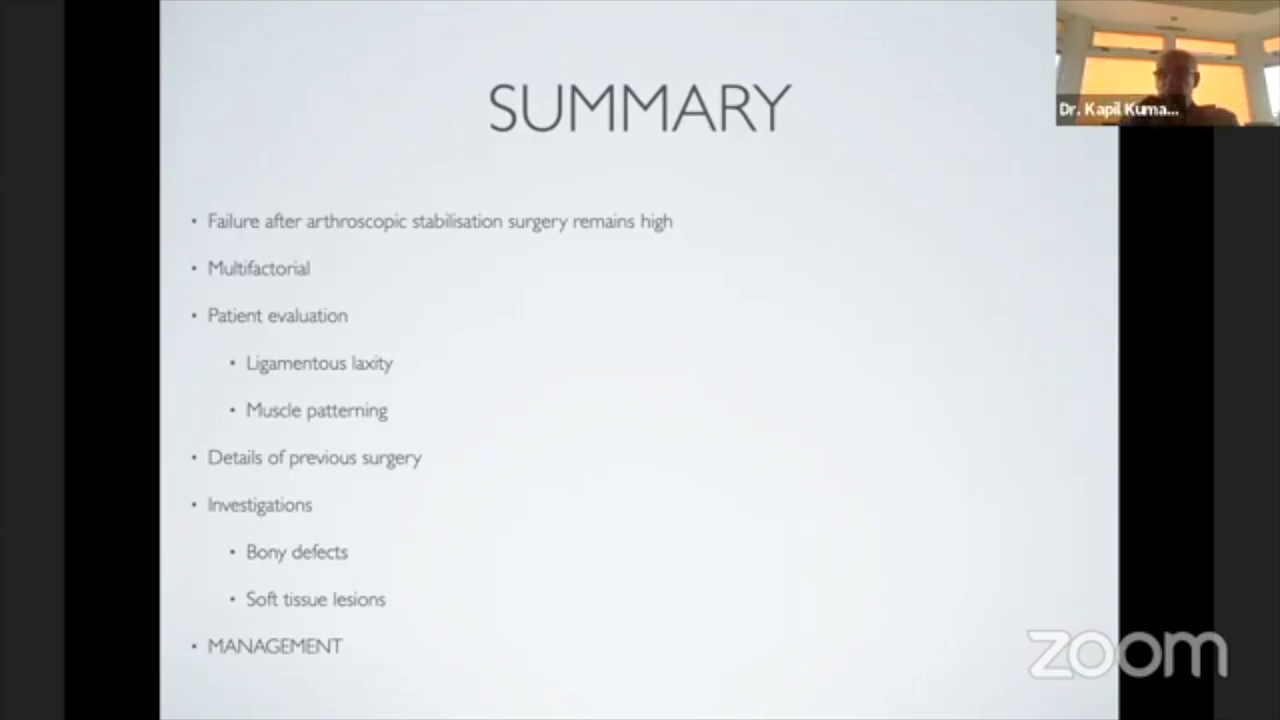 SUMMARY
Dr. Kapil Kuma...
• Failure after arthroscopic stabilisation surgery remains high
• Multifactorial
• Patient evaluation
• Ligamentous laxity
• Muscle patterning
• Details of previous surgery
• Investigations
• Bony defects
• Soft tissue lesions
• MANAGEMENT
zoom